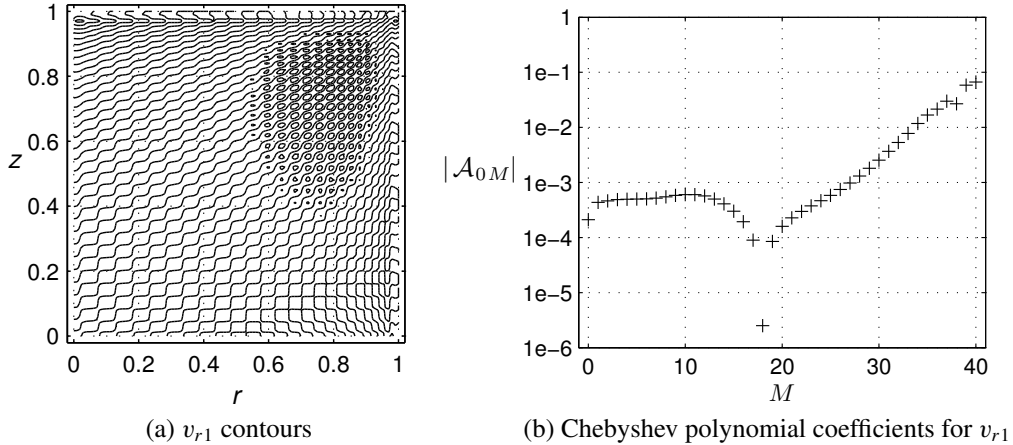 1
0.8
0.6
z
0.4
0.2
0
0 0.2 0.4 0.6 0.8 1
r
(a) v_{r1} contours
1
1e-1
1e-2
| A_{0 M} |
1e-3
1e-4
1e-5
1e-6
0 10 20 30 40
M
(b) Chebyshev polynomial coefficients for v_{r1}